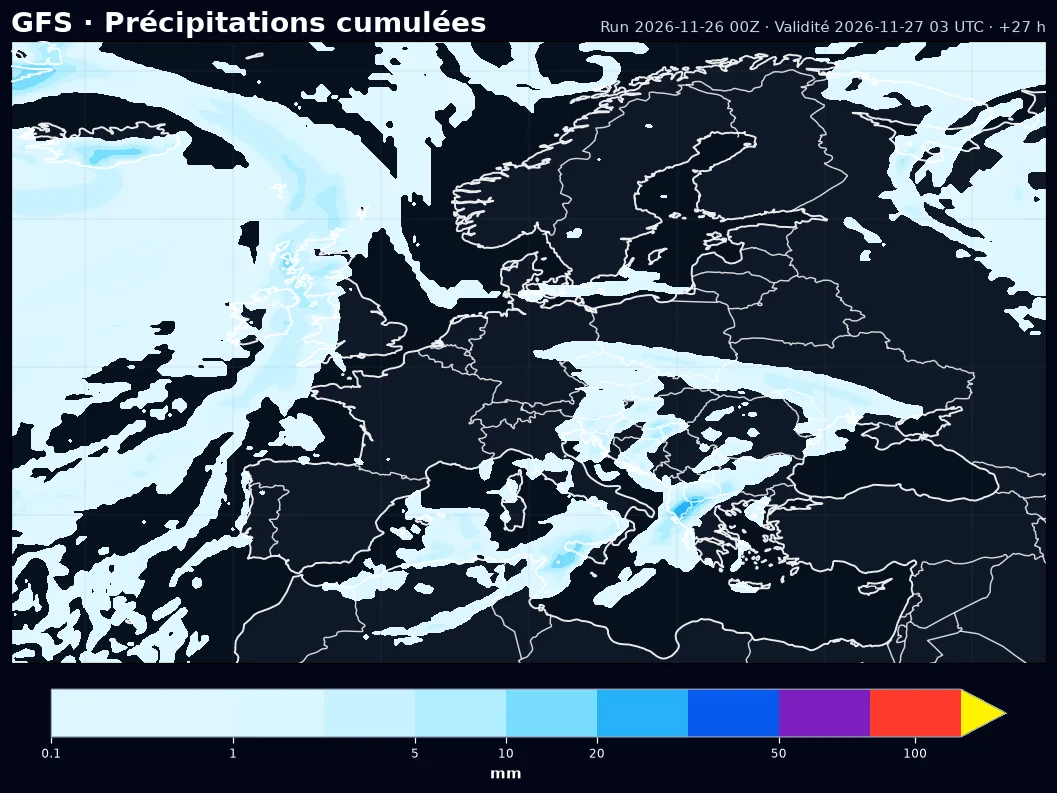 GFS · Précipitations cumulées
Run 2026-11-26 00Z · Validité 2026-11-27 03 UTC · +27 h
0.1 1 5 10 20 50 100
mm